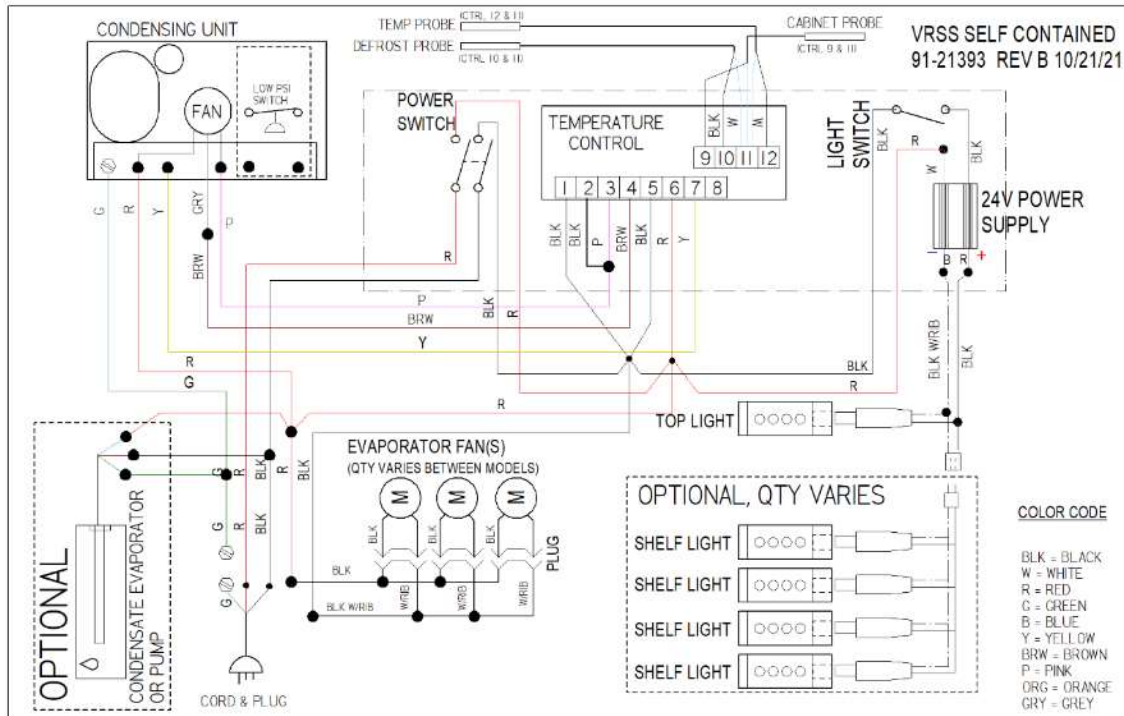 CONDENSING UNIT
LOW PSI
SWITCH
FAN
TEMP PROBE
(CTRL 12 & 11)
DEFROST PROBE
(CTRL 10 & 11)
CABINET PROBE
(CTRL 9 & 11)
VRSS SELF CONTAINED
91-21393 REV B 10/21/21
POWER
SWITCH
TEMPERATURE
CONTROL
BLK
W
W
9 10 11 12
1 2 3 4 5 6 7 8
LIGHT
SWITCH
BLK
R
BLK
W
24V POWER
SUPPLY
- B R +
G
R
Y
GRY
P
BRW
R
BLK
BLK
P
BRW
BLK
R
Y
P
BRW
Y
BLK
R
R
G
R
BLK
R
BLK W/RIB
BLK
TOP LIGHT
EVAPORATOR FAN(S)
(QTY VARIES BETWEEN MODELS)
M M M
BLK
BLK
BLK
PLUG
BLK
BLK W/RIB
W/RIB
W/RIB
W/RIB
G
R
BLK
R
G
R
BLK
G
CORD & PLUG
OPTIONAL
CONDENSATE EVAPORATOR
OR PUMP
OPTIONAL, QTY VARIES
SHELF LIGHT
SHELF LIGHT
SHELF LIGHT
SHELF LIGHT
COLOR CODE
BLK = BLACK
W = WHITE
R = RED
G = GREEN
B = BLUE
Y = YELLOW
BRW = BROWN
P = PINK
ORG = ORANGE
GRY = GREY